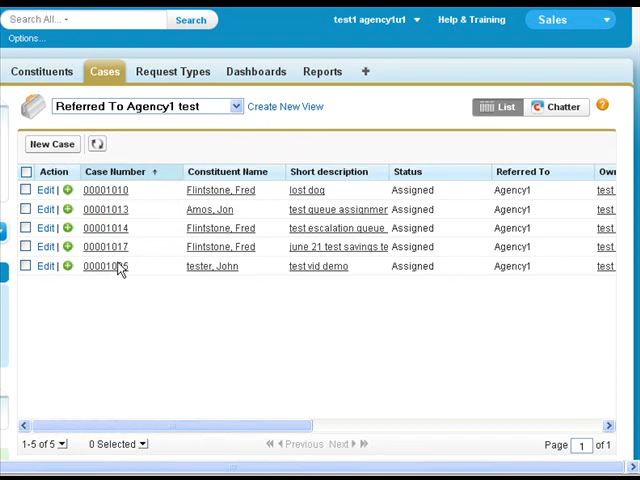 Search All... Search test1 agency1u1 Help & Training Sales
Options...
Constituents Cases Request Types Dashboards Reports +
Referred To Agency1 test Create New View List Chatter ?
New Case
Action Case Number Constituent Name Short description Status Referred To Own
Edit | 00001010 Flintstone, Fred lost dog Assigned Agency1 test
Edit | 00001013 Amos, Jon test queue assignmer Assigned Agency1 test
Edit | 00001014 Flintstone, Fred test escalation queue Assigned Agency1 test
Edit | 00001017 Flintstone, Fred june 21 test savings te Assigned Agency1 test
Edit | tester, John test vid demo Assigned Agency1 test
1-5 of 5 0 Selected Previous Next Page 1 of 1